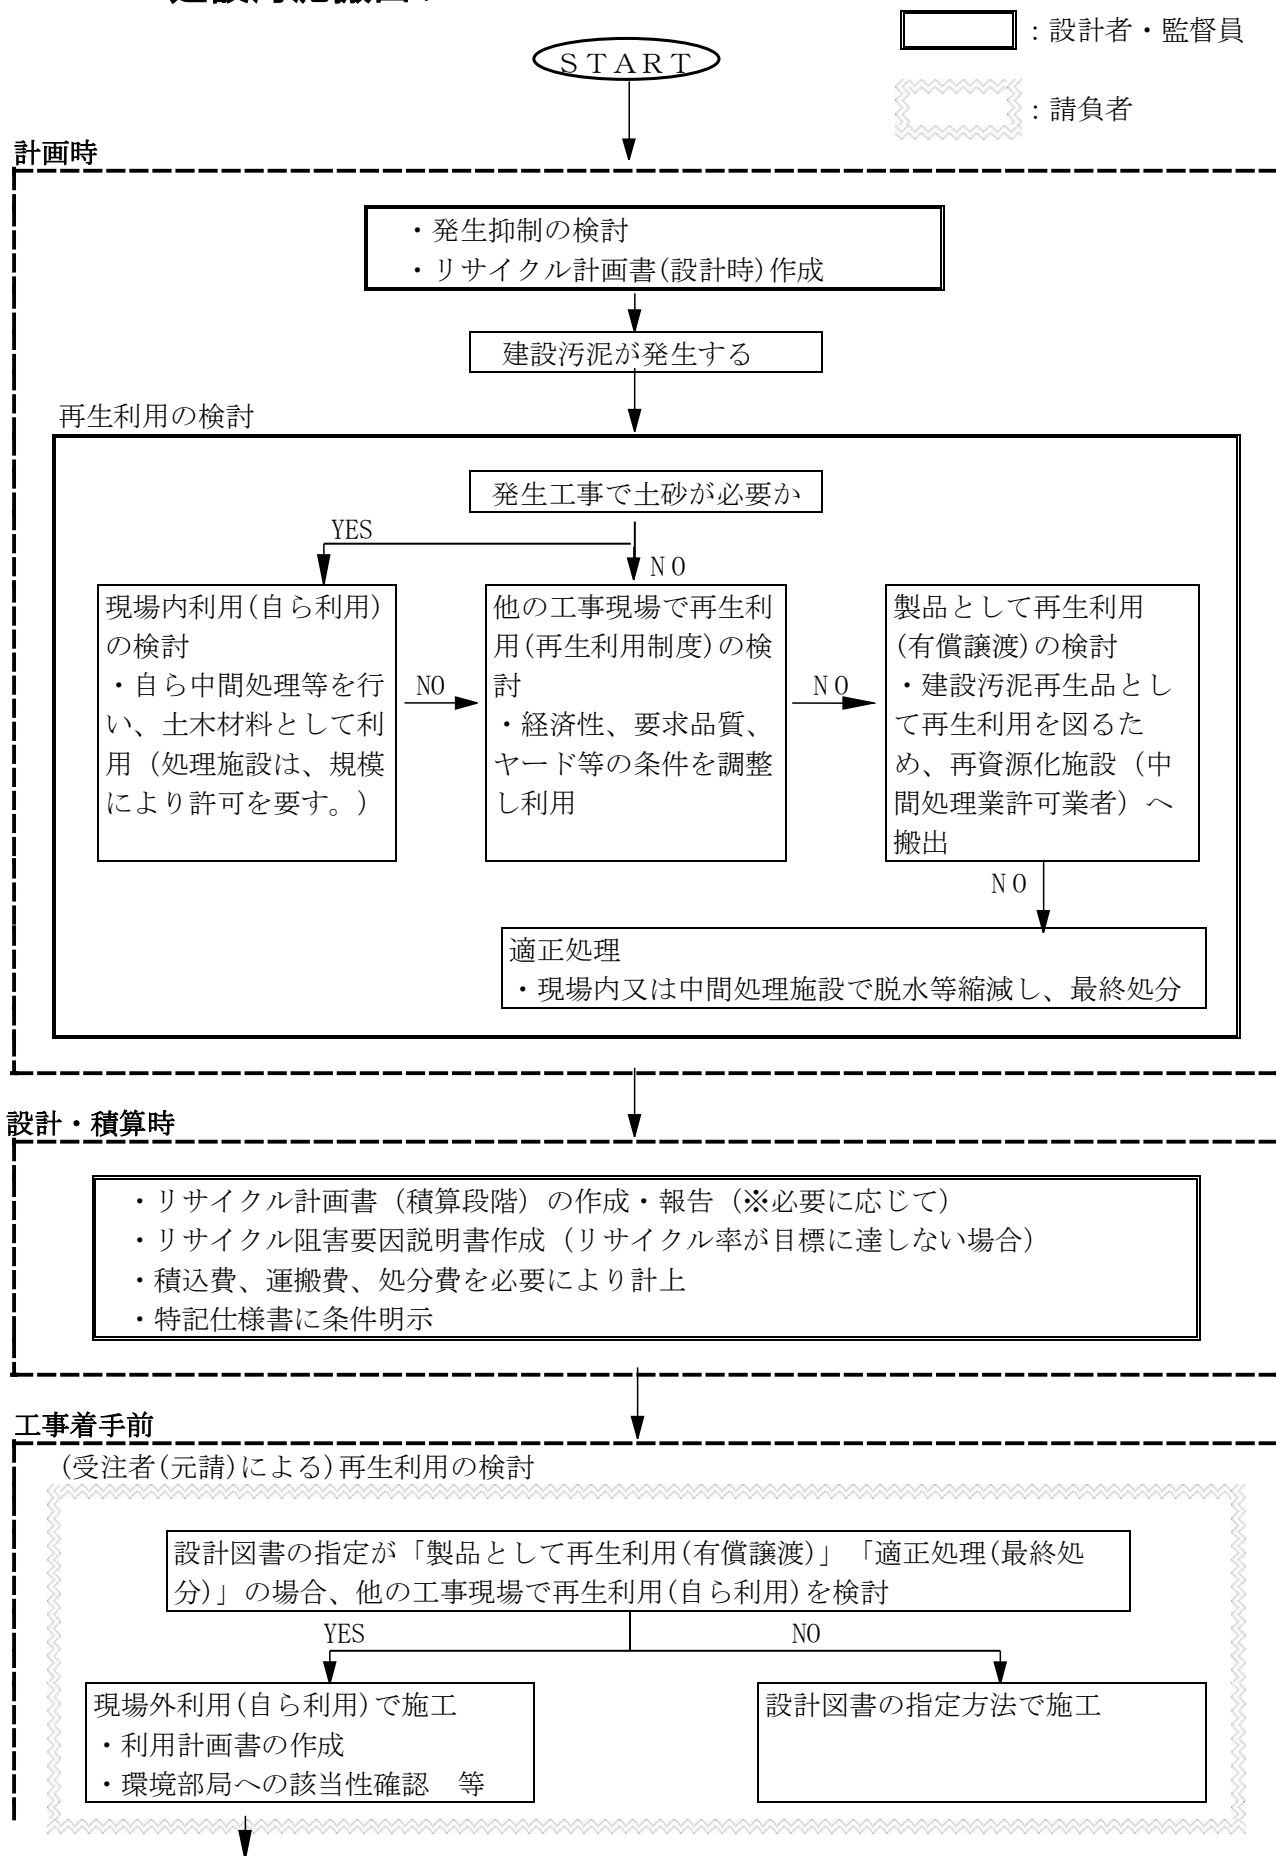 ：設計者・監督員
ＳＴＡＲＴ
：請負者
計画時
・発生抑制の検討
・リサイクル計画書(設計時)作成
建設汚泥が発生する
再生利用の検討
発生工事で土砂が必要か
YES
ＮＯ
現場内利用(自ら利用)
の検討
・自ら中間処理等を行
い、土木材料として利
用（処理施設は、規模
により許可を要す。）
NO
他の工事現場で再生利
用(再生利用制度)の検
討
・経済性、要求品質、
ヤード等の条件を調整
し利用
ＮＯ
製品として再生利用
(有償譲渡)の検討
・建設汚泥再生品とし
て再生利用を図るた
め、再資源化施設（中
間処理業許可業者）へ
搬出
ＮＯ
適正処理
・現場内又は中間処理施設で脱水等縮減し、最終処分
設計・積算時
・リサイクル計画書（積算段階）の作成・報告（※必要に応じて）
・リサイクル阻害要因説明書作成（リサイクル率が目標に達しない場合）
・積込費、運搬費、処分費を必要により計上
・特記仕様書に条件明示
工事着手前
(受注者(元請)による)再生利用の検討
設計図書の指定が「製品として再生利用(有償譲渡)」「適正処理(最終処
分)」の場合、他の工事現場で再生利用(自ら利用)を検討
YES
NO
現場外利用(自ら利用)で施工
・利用計画書の作成
・環境部局への該当性確認　等
設計図書の指定方法で施工